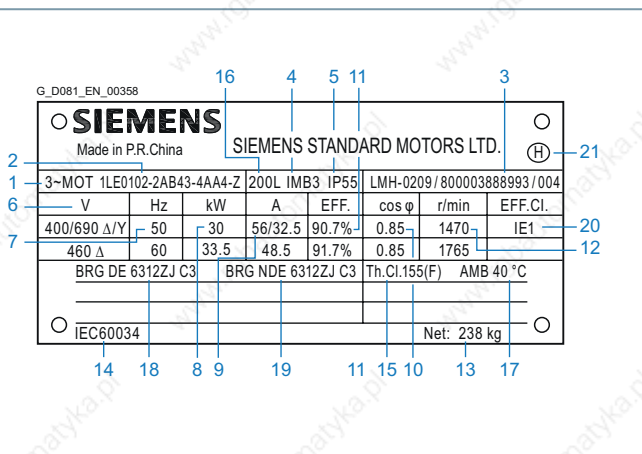 G_D081_EN_00358
16 4 5 11 3
SIEMENS
Made in P.R.China
SIEMENS STANDARD MOTORS LTD.
H 21
2
1 3~MOT 1LE0102-2AB43-4AA4-Z 200L IMB3 IP55 LMH-0209/800003888993/004
6 V Hz kW A EFF. cos φ r/min EFF.Cl.
400/690 Δ/Y 50 30 56/32.5 90.7% 0.85 1470 IE1 20
7 12
460 Δ 60 33.5 48.5 91.7% 0.85 1765
BRG DE 6312ZJ C3 BRG NDE 6312ZJ C3 Th.Cl.155(F) AMB 40 °C
IEC60034 Net: 238 kg
14 18 8 9 19 11 15 10 13 17